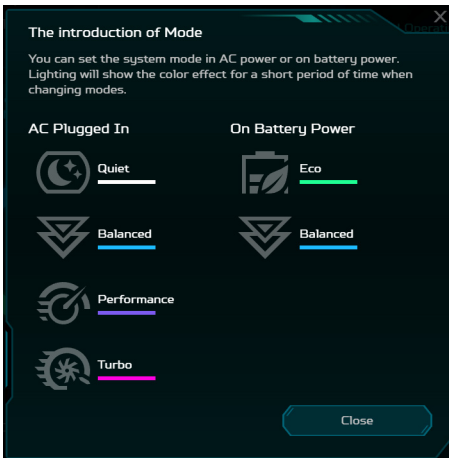 The introduction of Mode
You can set the system mode in AC power or on battery power.
Lighting will show the color effect for a short period of time when
changing modes.
AC Plugged In
On Battery Power
Quiet
Eco
Balanced
Balanced
Performance
Turbo
Close